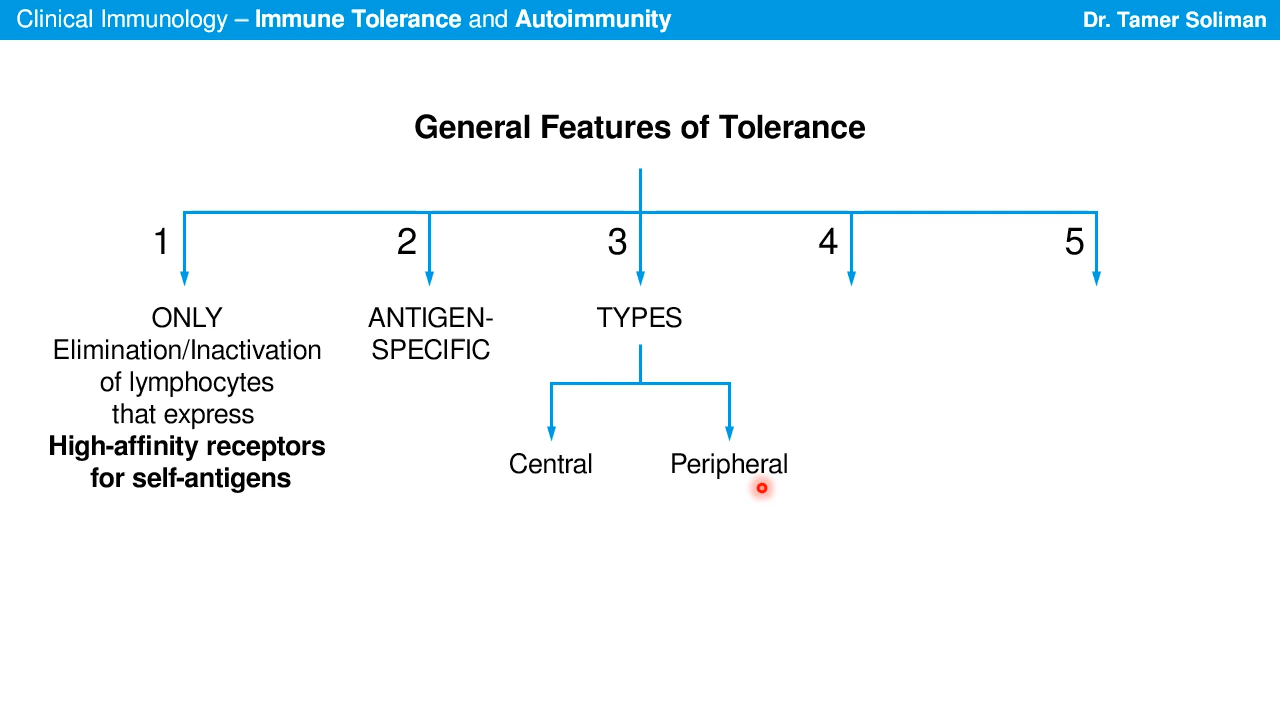 Clinical Immunology – Immune Tolerance and Autoimmunity
Dr. Tamer Soliman
General Features of Tolerance
1
2
3
4
5
ONLY
Elimination/Inactivation
of lymphocytes
that express
High-affinity receptors
for self-antigens
ANTIGEN-
SPECIFIC
TYPES
Central
Peripheral